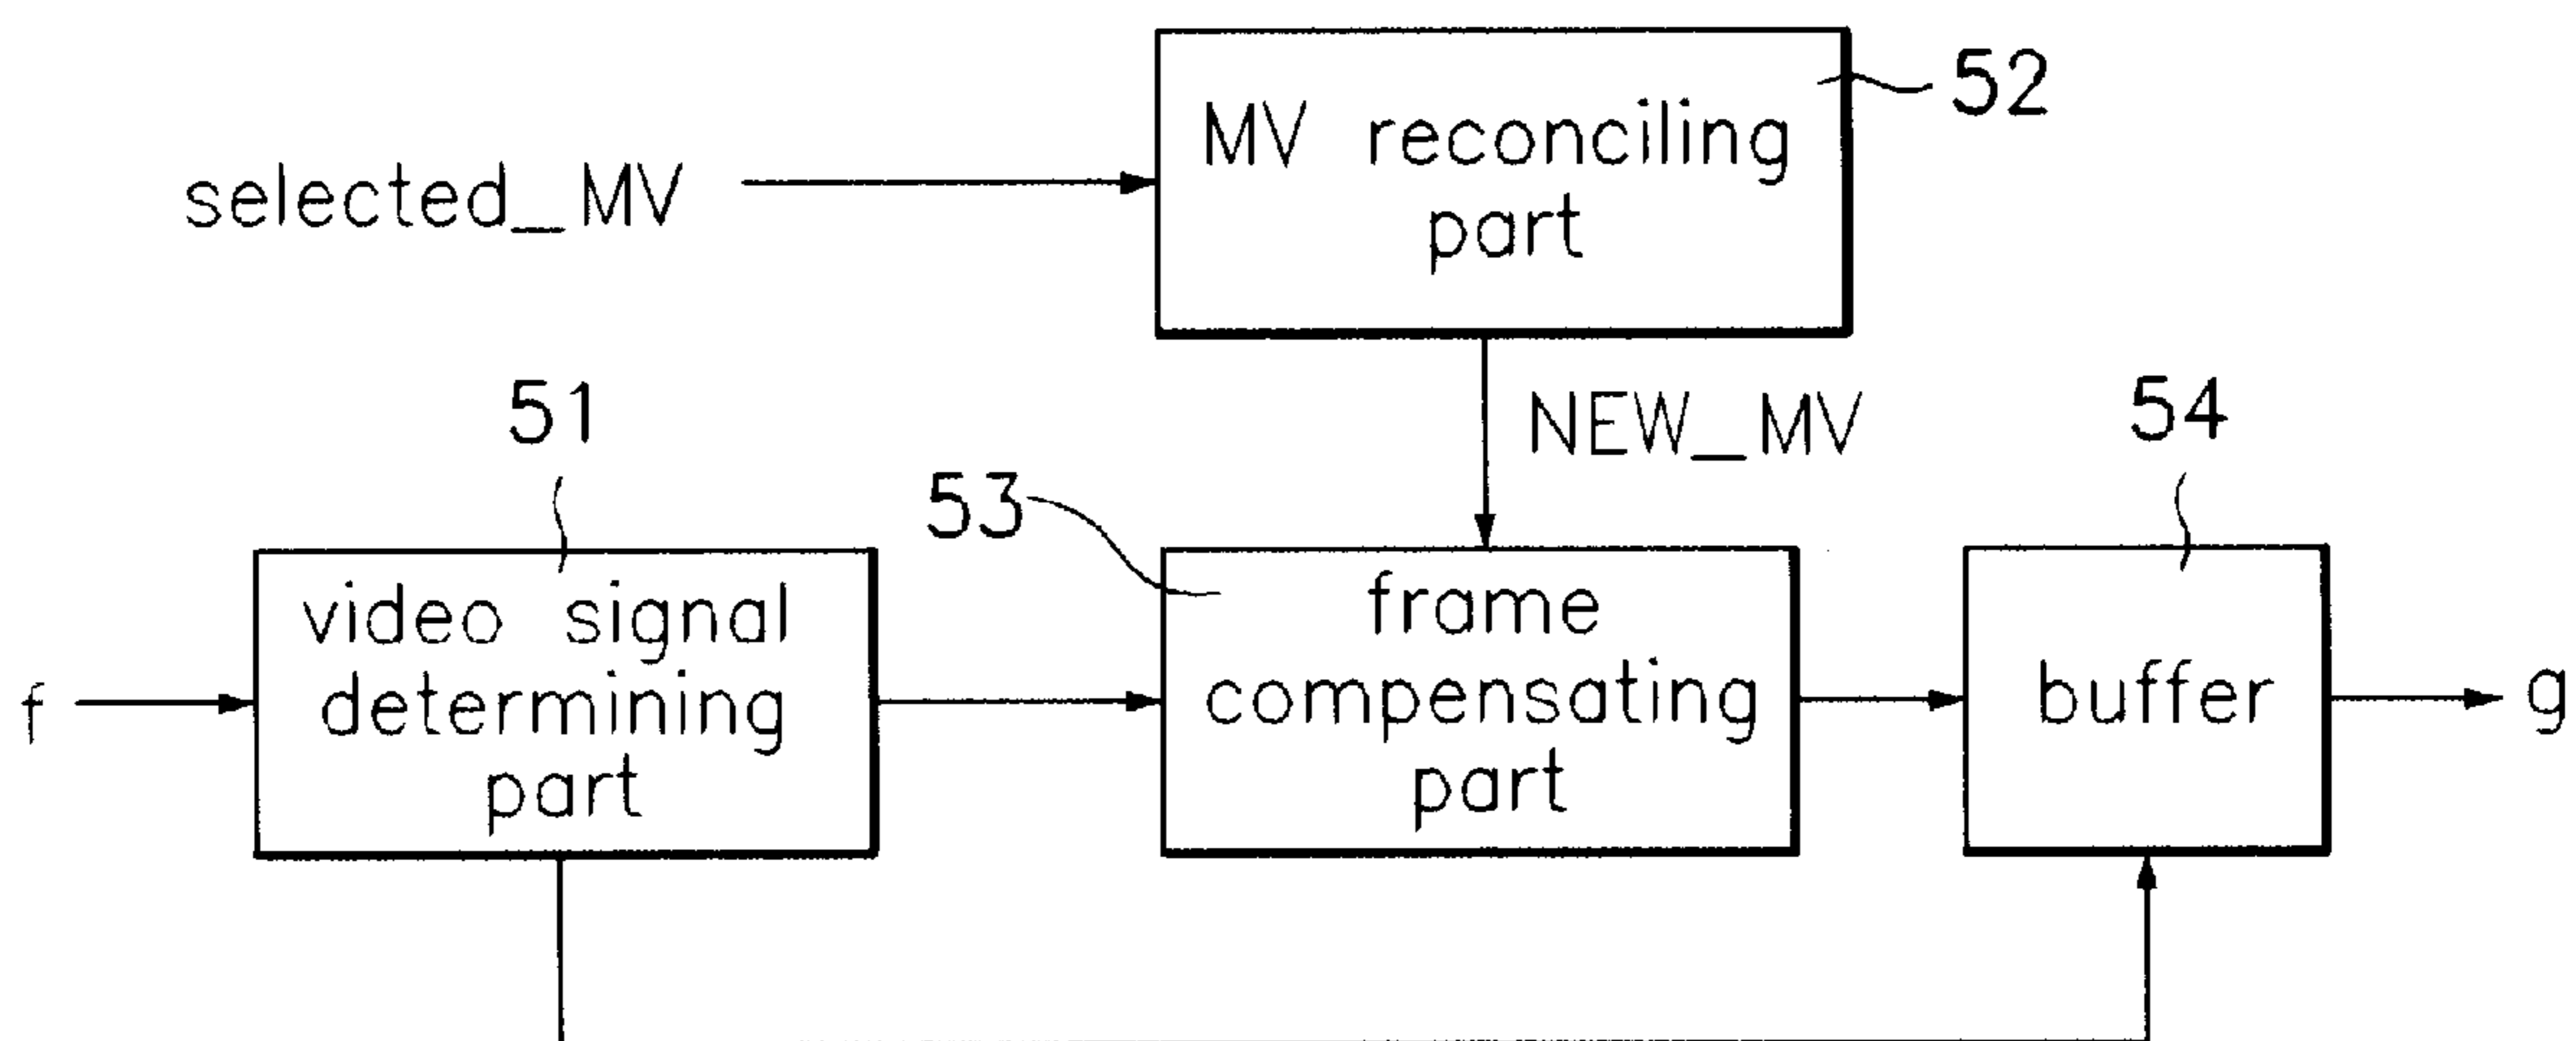 52
MV reconciling
part
selected_MV
51
NEW_MV
54
53
video signal
determining
part
frame
compensating
part
buffer
f
g